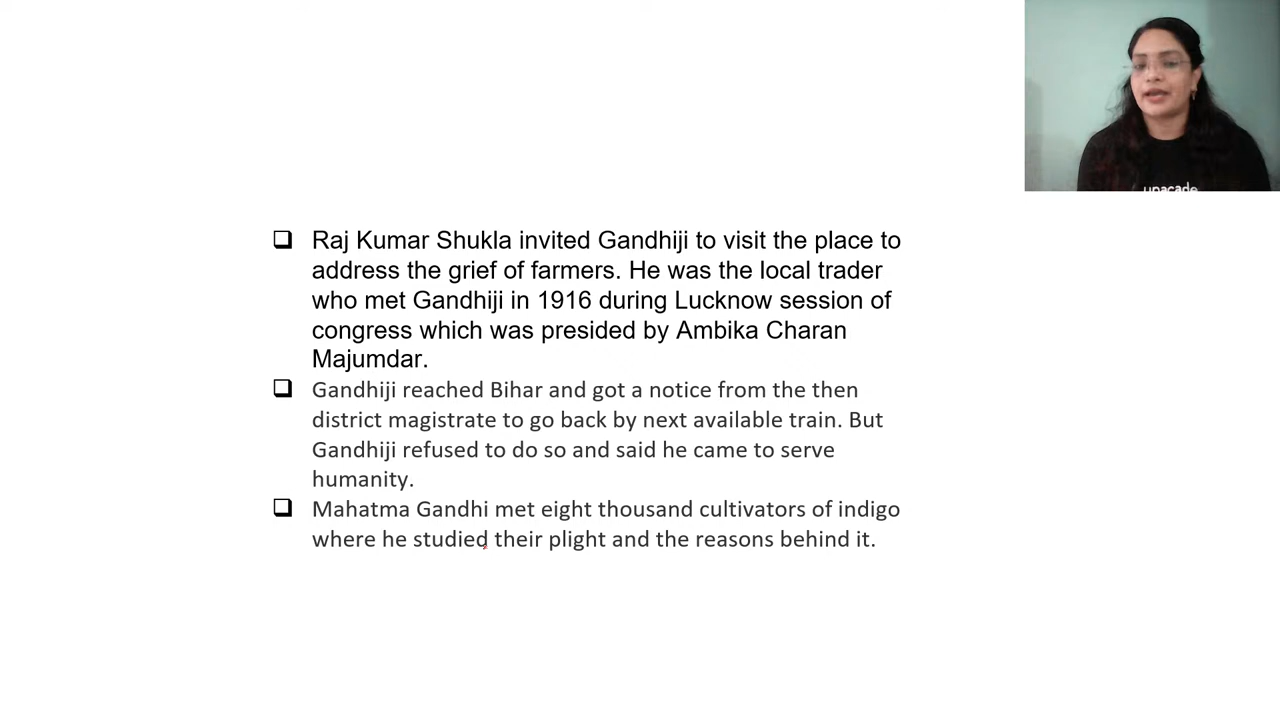 unacade
Raj Kumar Shukla invited Gandhiji to visit the place to
address the grief of farmers. He was the local trader
who met Gandhiji in 1916 during Lucknow session of
congress which was presided by Ambika Charan
Majumdar.
Gandhiji reached Bihar and got a notice from the then
district magistrate to go back by next available train. But
Gandhiji refused to do so and said he came to serve
humanity.
Mahatma Gandhi met eight thousand cultivators of indigo
where he studied their plight and the reasons behind it.